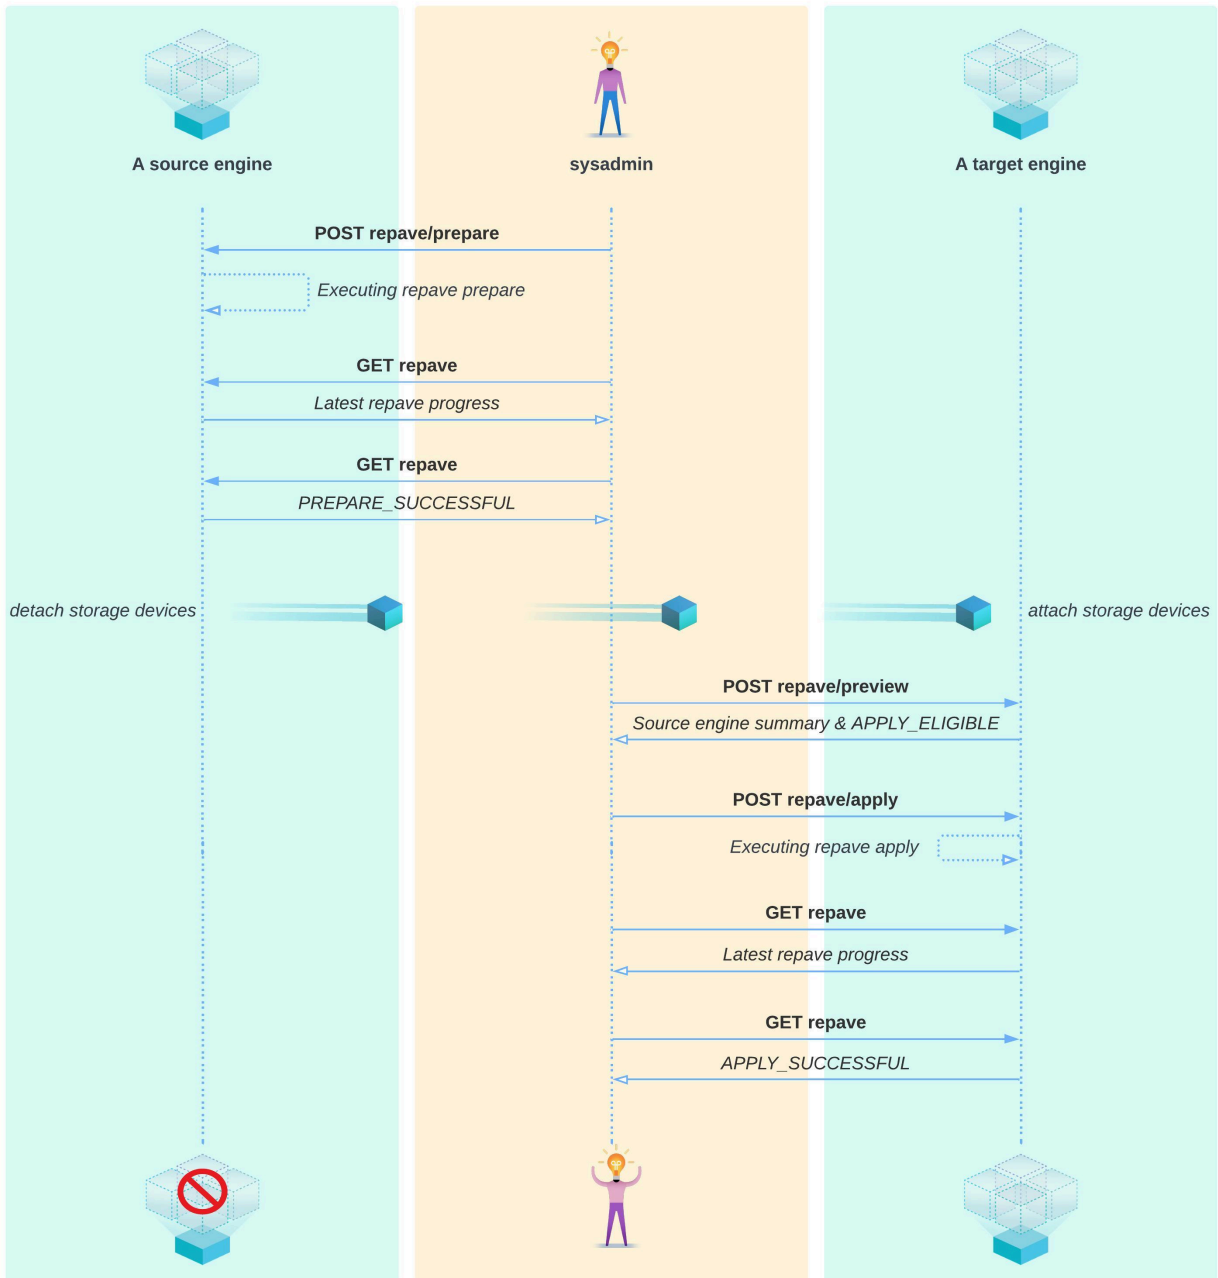 A source engine
sysadmin
A target engine
POST repave/prepare
Executing repave prepare
GET repave
Latest repave progress
GET repave
PREPARE_SUCCESSFUL
detach storage devices
attach storage devices
POST repave/preview
Source engine summary & APPLY_ELIGIBLE
POST repave/apply
Executing repave apply
GET repave
Latest repave progress
GET repave
APPLY_SUCCESSFUL